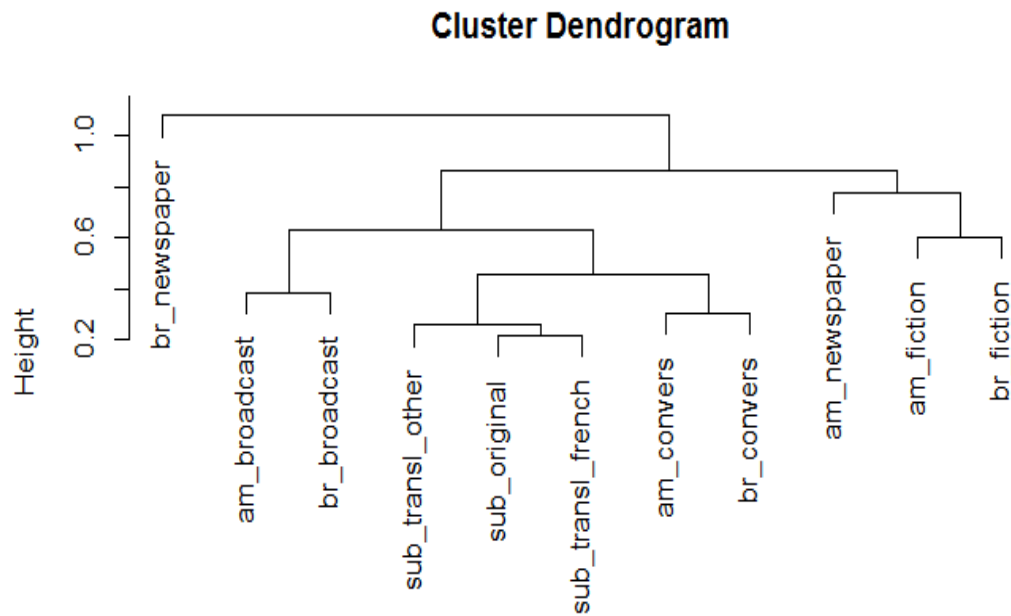 Cluster Dendrogram
Height
1.0
0.6
0.2
br_newspaper
am_broadcast
br_broadcast
sub_transl_other
sub_original
sub_transl_french
am_convers
br_convers
am_newspaper
am_fiction
br_fiction